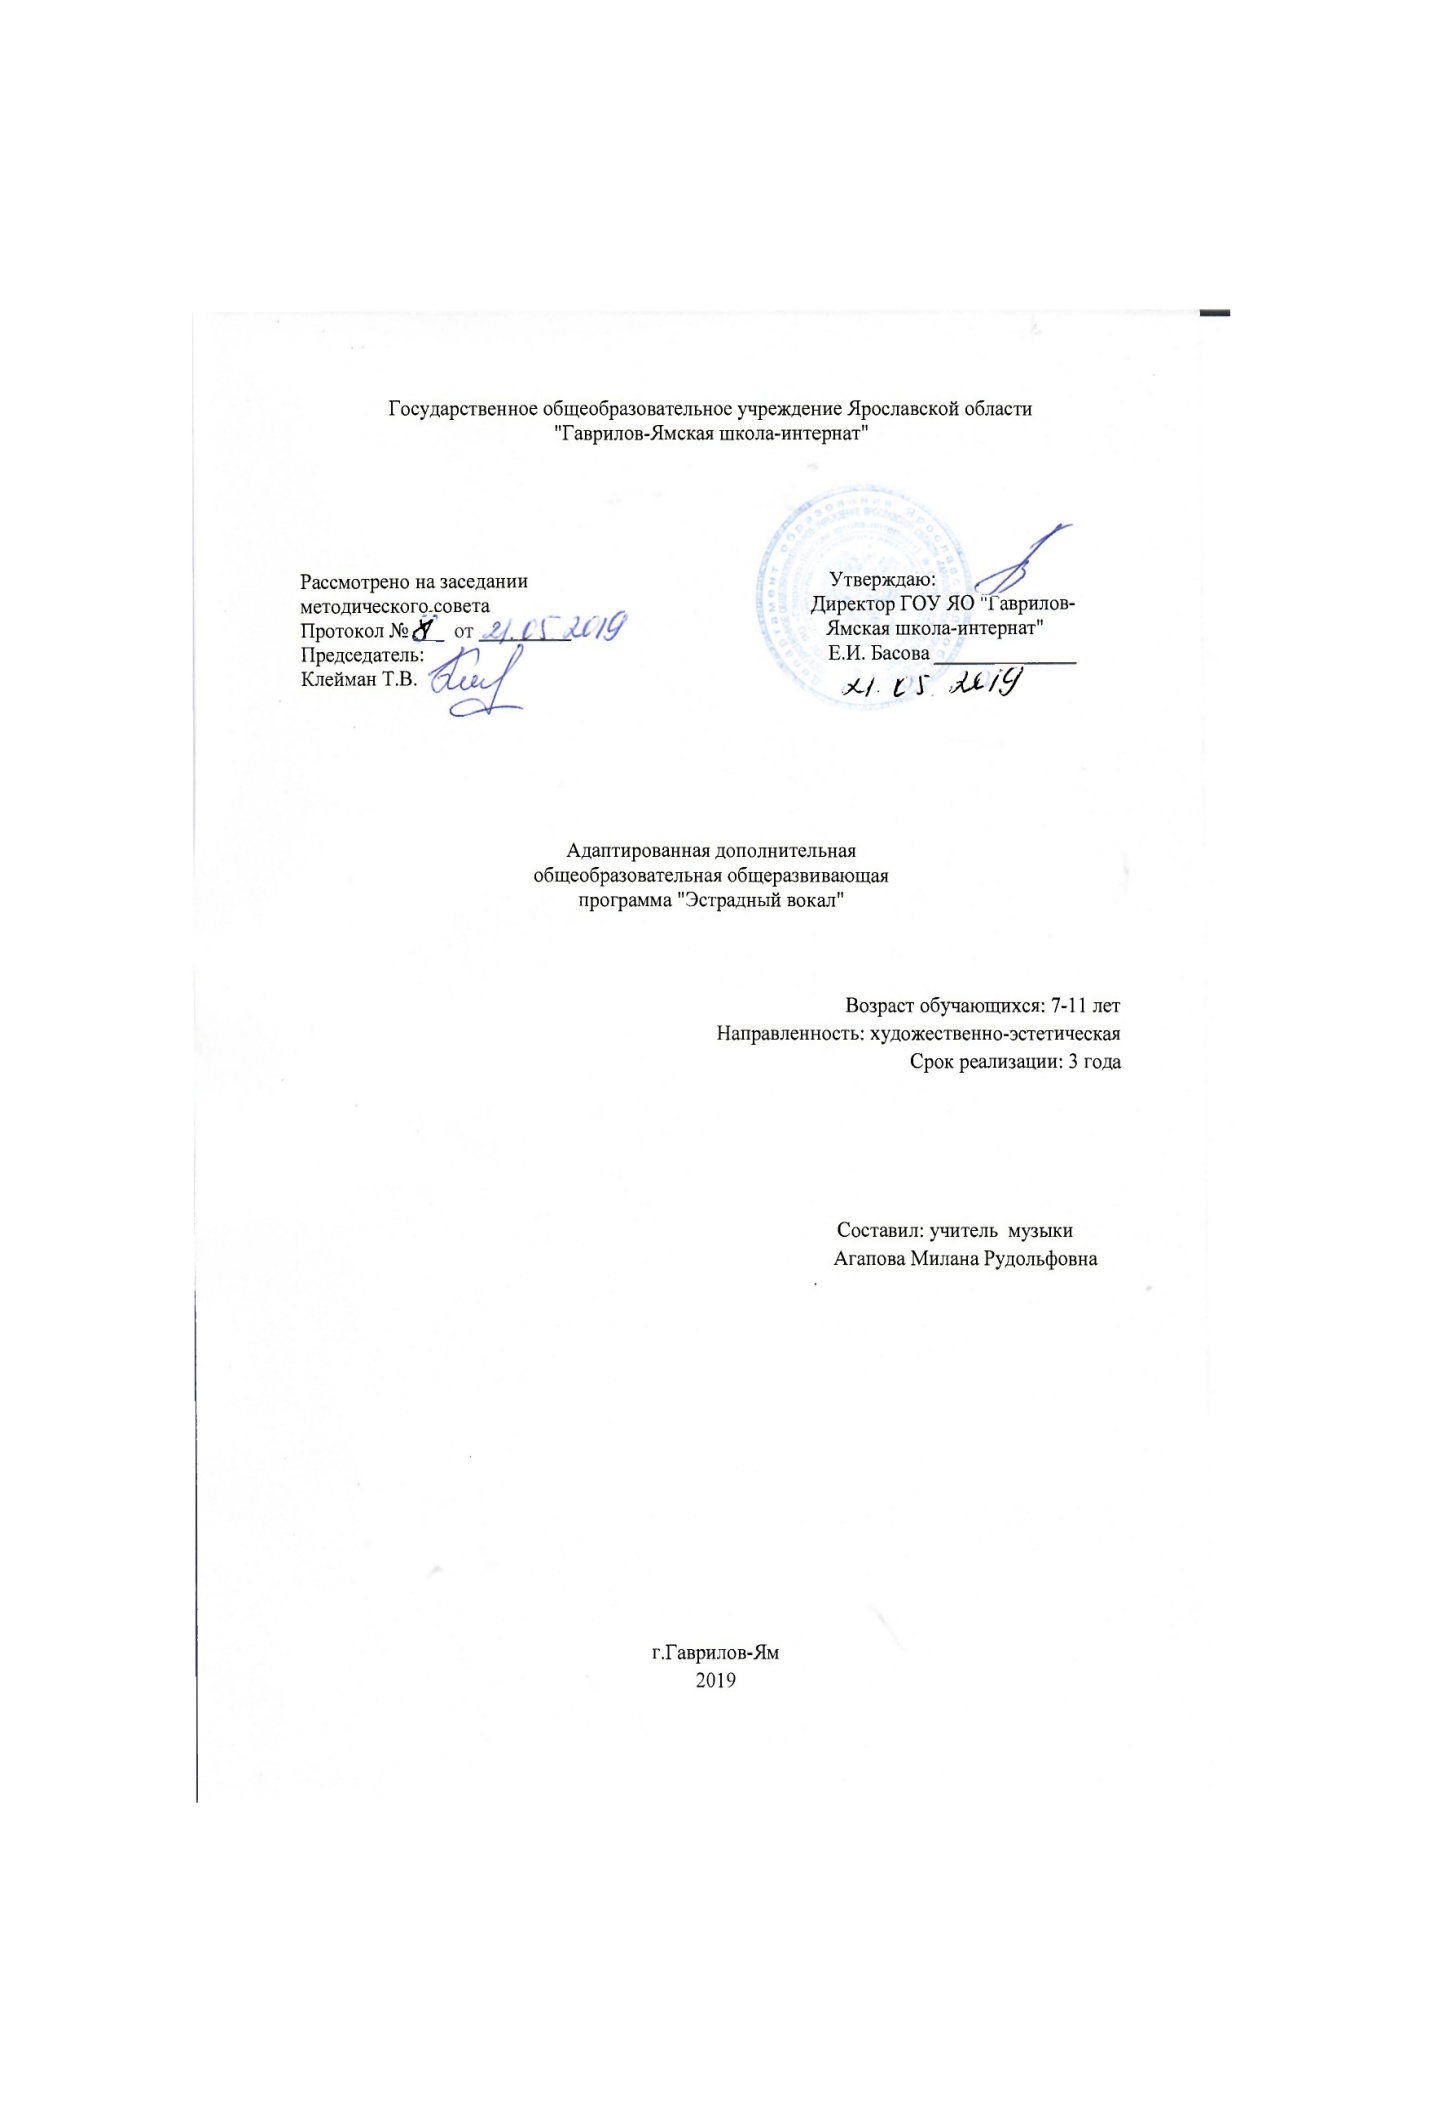 Государственное общеобразовательное учреждение Ярославской области
"Гаврилов-Ямская школа-интернат"
Рассмотрено на заседании
методического совета
Протокол № от 21.05 2019
Председатель:
Клейман Т.В.
Утверждаю:
Директор ГОУ ЯО "Гаврилов-
Ямская школа-интернат"
Е.И. Басова
21. 05 2019
Адаптированная дополнительная
общеобразовательная общеразвивающая
программа "Эстрадный вокал"
Возраст обучающихся: 7-11 лет
Направленность: художественно-эстетическая
Срок реализации: 3 года
Составил: учитель музыки
Агапова Милана Рудольфовна
г.Гаврилов-Ям
2019